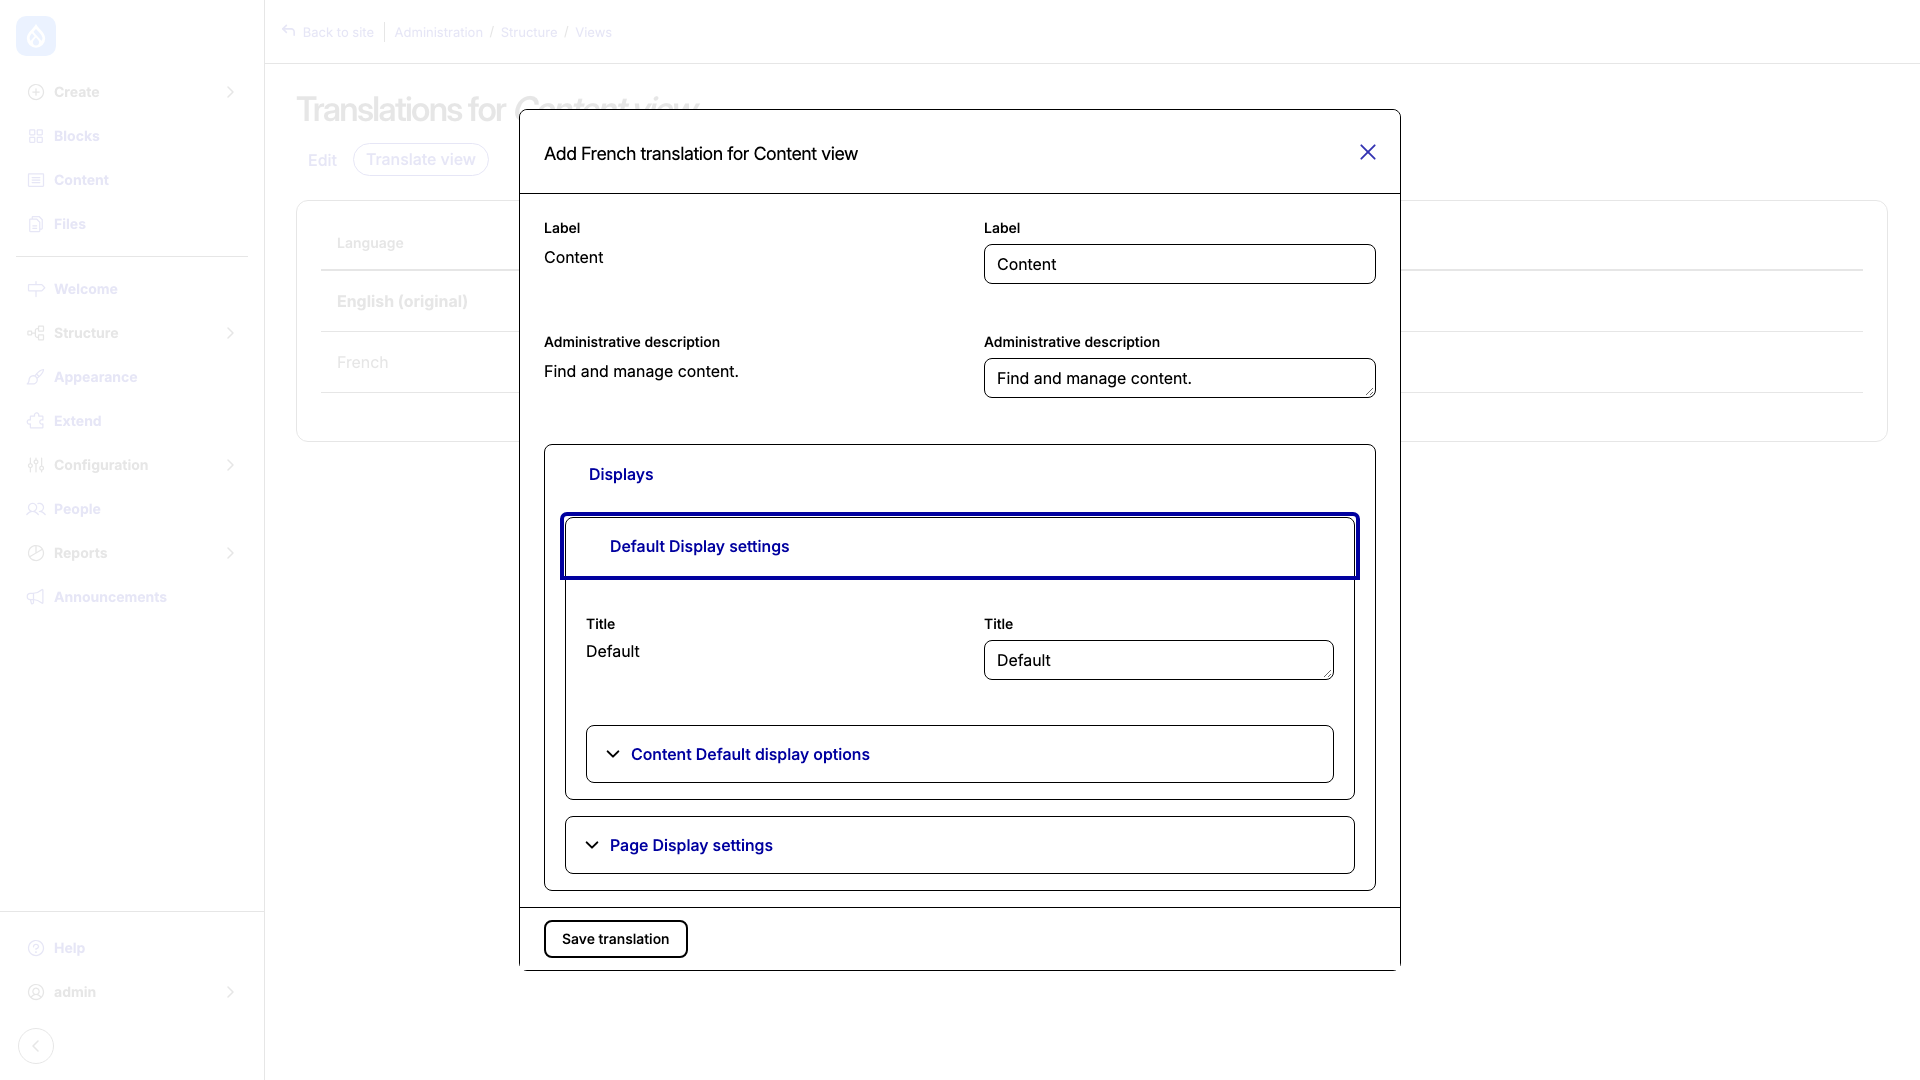 Back to site
Administration / Structure / Views
Create
Blocks
Content
Files
Welcome
Structure
Appearance
Extend
Configuration
People
Reports
Announcements
Help
admin
Translations for Content view
Edit
Translate view
Language
English (original)
French
Add French translation for Content view
Label
Content
Label
Content
Administrative description
Find and manage content.
Administrative description
Find and manage content.
Displays
Default Display settings
Title
Default
Title
Default
Content Default display options
Page Display settings
Save translation